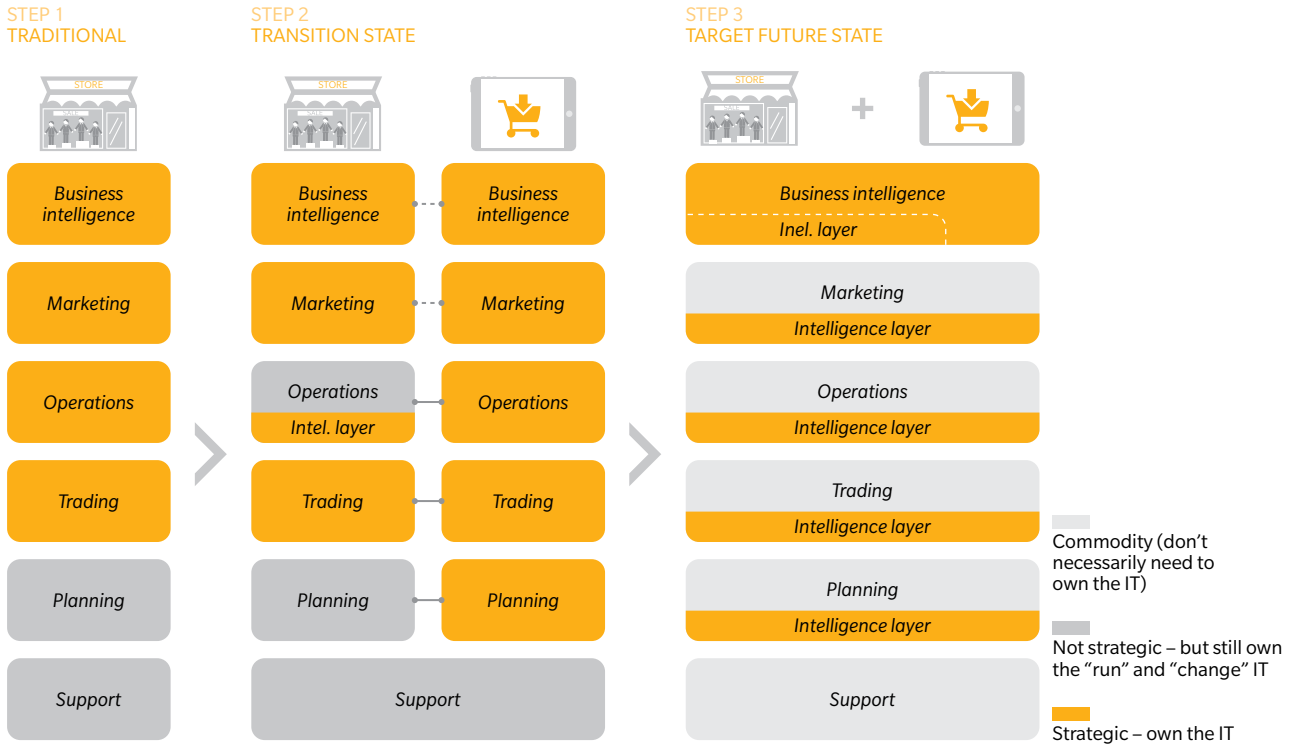 STEP 1
TRADITIONAL
STORE
SALE
Business
intelligence
Marketing
Operations
Trading
Planning
Support
STEP 2
TRANSITION STATE
STORE
SALE
Business
intelligence
Business
intelligence
Marketing
Marketing
Operations
Intel. layer
Operations
Trading
Trading
Planning
Planning
Support
STEP 3
TARGET FUTURE STATE
STORE
SALE
+
Business intelligence
Inel. layer
Marketing
Intelligence layer
Operations
Intelligence layer
Trading
Intelligence layer
Planning
Intelligence layer
Support
Commodity (don’t
necessarily need to
own the IT)
Not strategic – but still own
the “run” and “change” IT
Strategic – own the IT